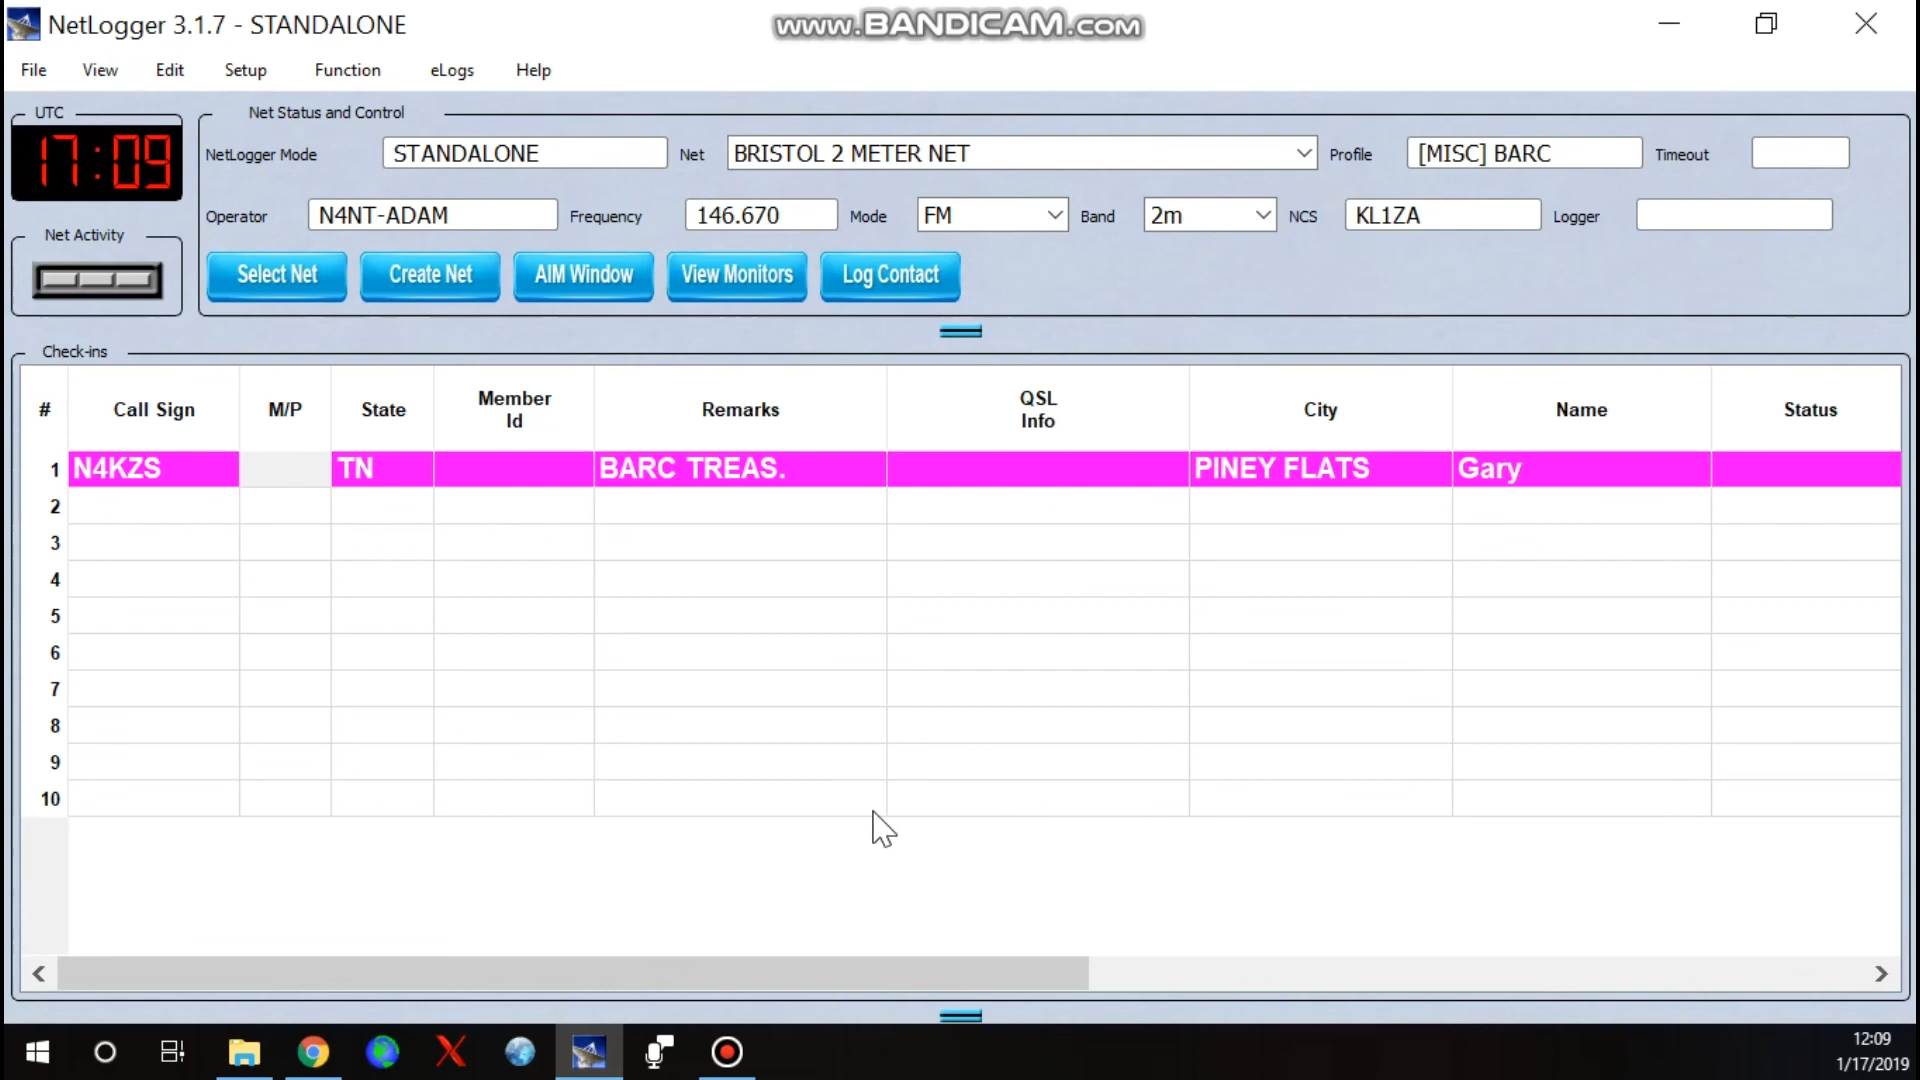 NetLogger 3.1.7 - STANDALONE
www.BANDICAM.com
File View Edit Setup Function eLogs Help
UTC
17:09
Net Activity
Net Status and Control
NetLogger Mode STANDALONE Net BRISTOL 2 METER NET Profile [MISC] BARC Timeout
Operator N4NT-ADAM Frequency 146.670 Mode FM Band 2m NCS KL1ZA Logger
Select Net Create Net AIM Window View Monitors Log Contact
Check-ins
# Call Sign M/P State Member Id Remarks QSL Info City Name Status
1 N4KZS TN BARC TREAS. PINEY FLATS Gary
2
3
4
5
6
7
8
9
10
12:09
1/17/2019